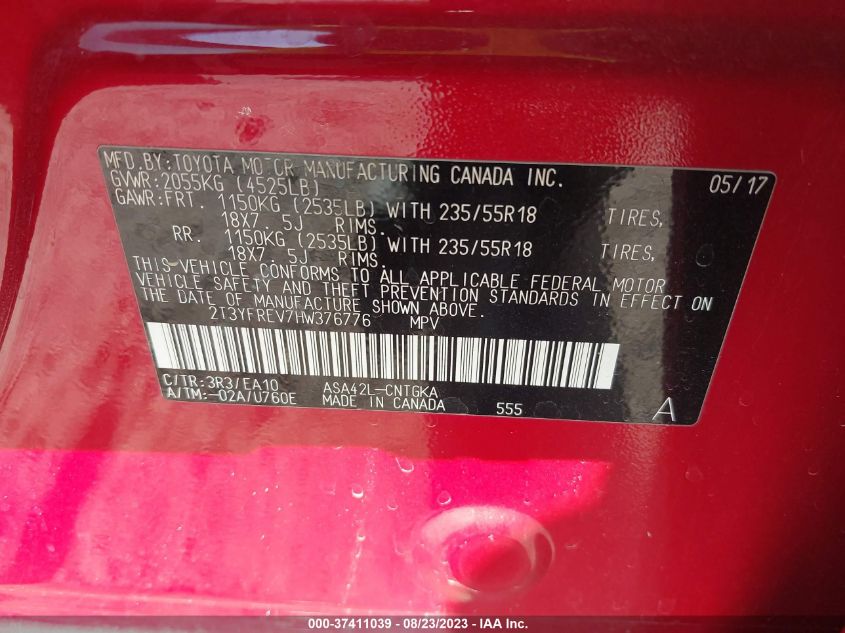 MFD.BY:TOYOTA MOTOR MANUFACTURING CANADA INC. 05/17
GVWR:2055KG (4525LB)
GAWR:FRT. 1150KG (2535LB) WITH 235/55R18 TIRES,
18X7.5J RIMS.
RR. 1150KG (2535LB) WITH 235/55R18 TIRES,
18X7.5J RIMS.
THIS VEHICLE CONFORMS TO ALL APPLICABLE FEDERAL MOTOR
VEHICLE SAFETY AND THEFT PREVENTION STANDARDS IN EFFECT ON
THE DATE OF MANUFACTURE SHOWN ABOVE.
2T3YFREV7HW376776 MPV
C/TR:3R3/EA10 ASA42L-CNTGKA
A/TM:-02A/U760E MADE IN CANADA 555 A
000-37411039 - 08/23/2023 - IAA Inc.